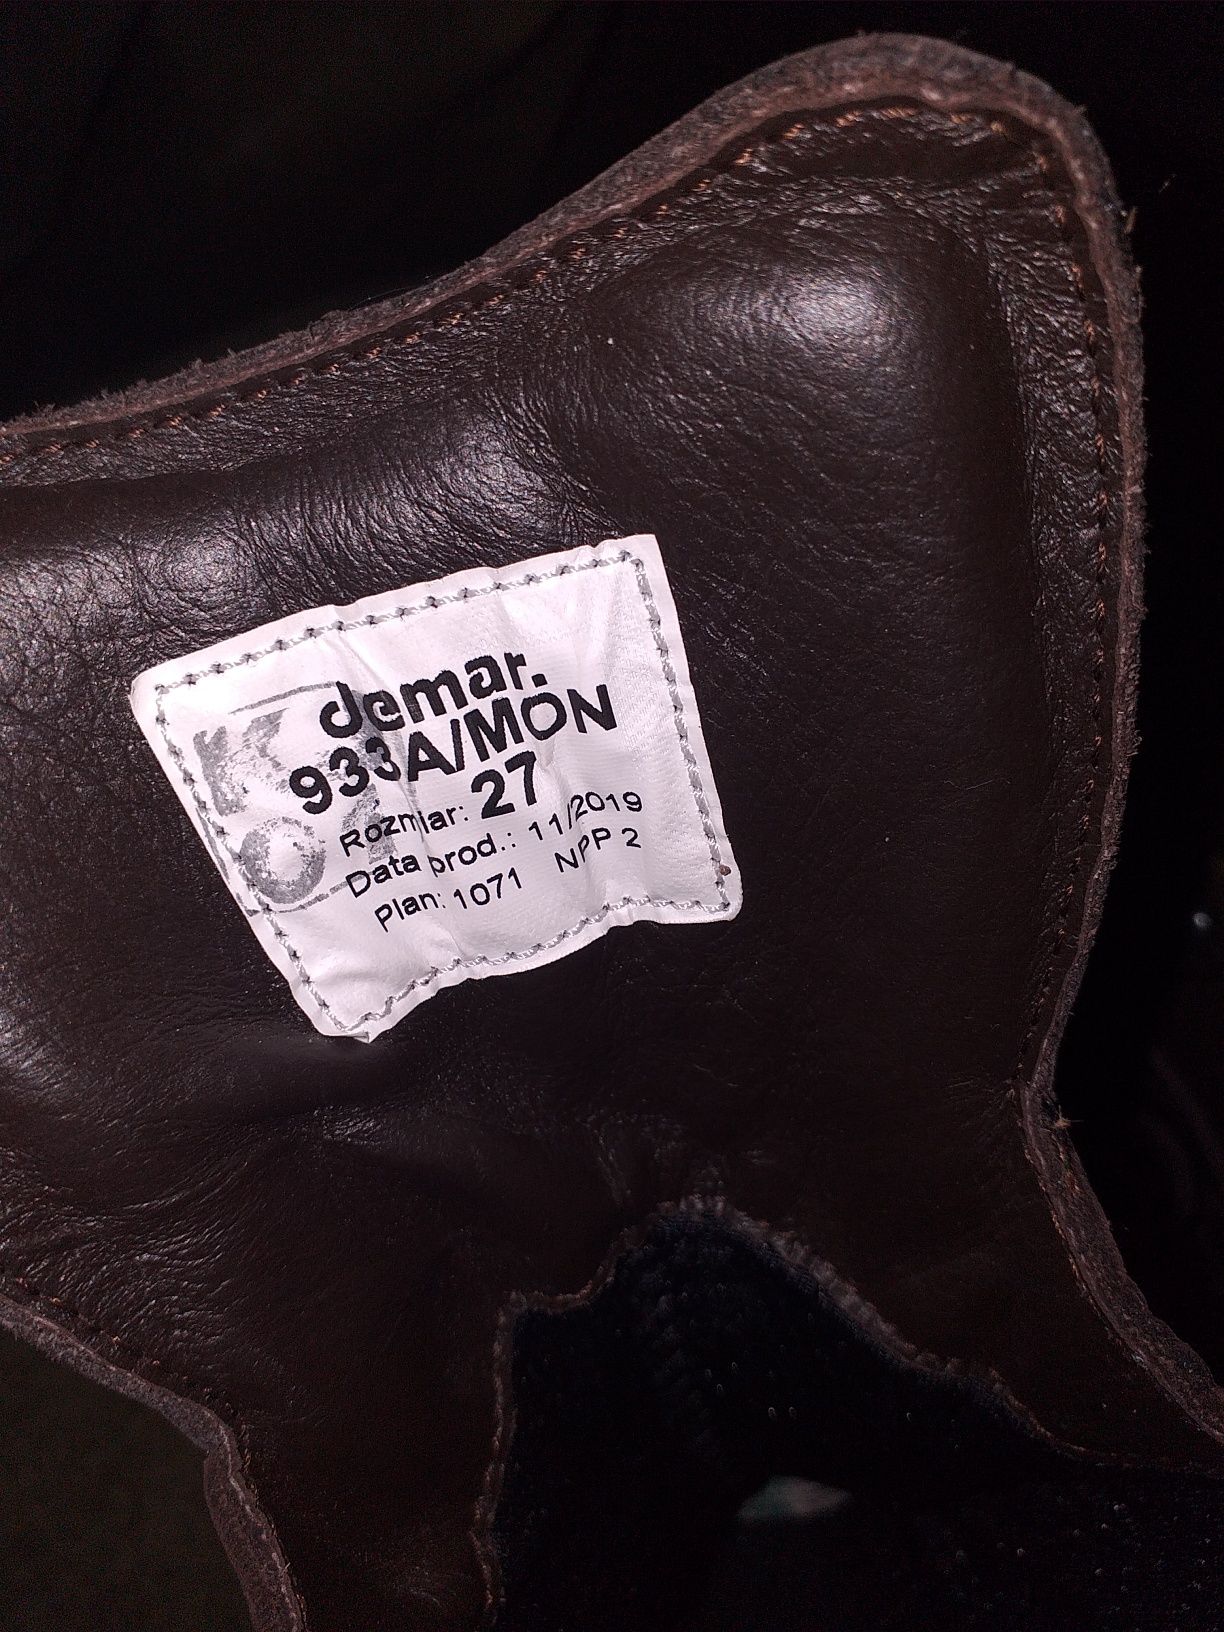 demar.
933A/MON
Rozmiar: 27
Data prod.: 11/2019
Plan: 1071 NPP 2